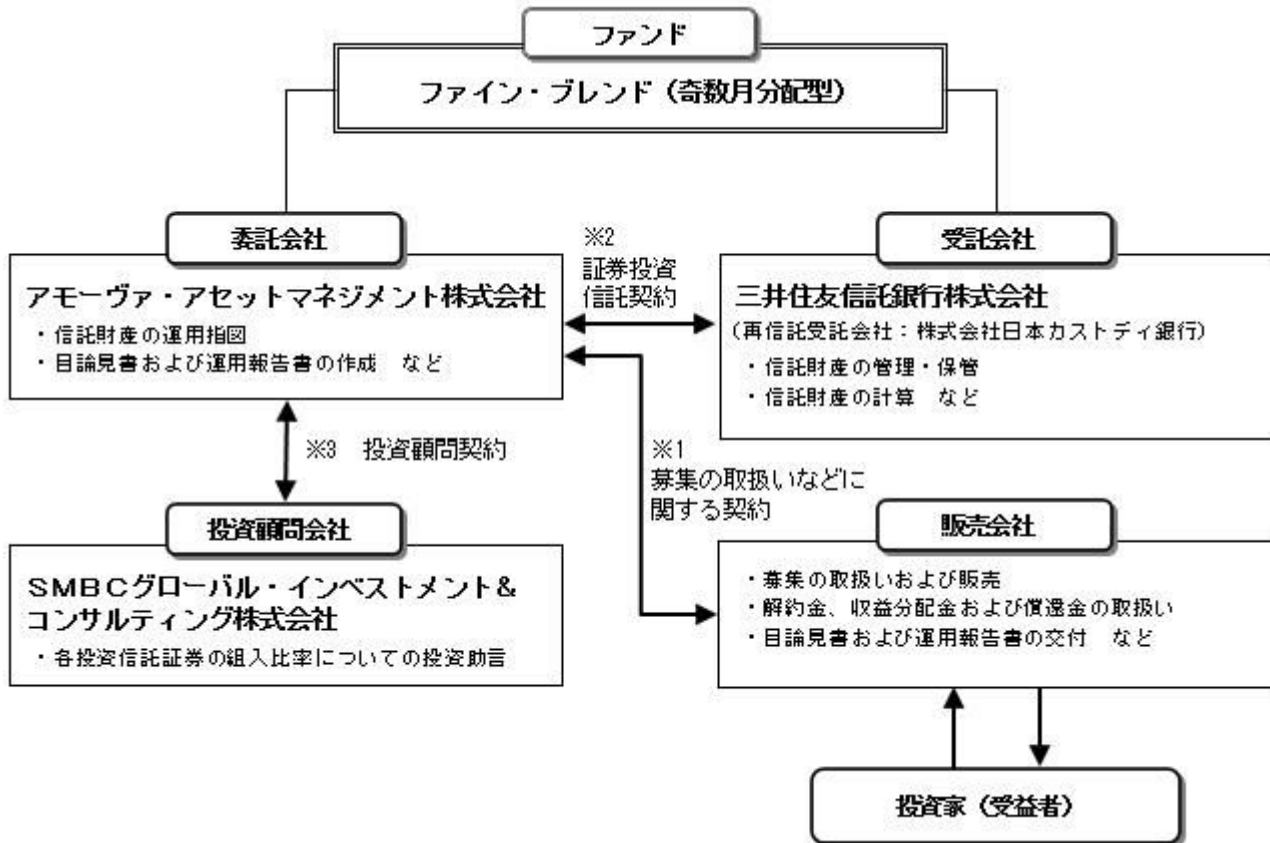 ファンド
ファイン・ブレンド(奇数月分配型)
委託会社
アモーヴァ・アセットマネジメント株式会社
・信託財産の運用指図
・目論見書および運用報告書の作成 など
※2
証券投資
信託契約
受託会社
三井住友信託銀行株式会社
(再信託受託会社:株式会社日本カストディ銀行)
・信託財産の管理・保管
・信託財産の計算 など
※3 投資顧問契約
※1
募集の取扱いなどに
関する契約
投資顧問会社
SMBCグローバル・インベストメント&
コンサルティング株式会社
・各投資信託証券の組入比率についての投資助言
販売会社
・募集の取扱いおよび販売
・解約金、収益分配金および償還金の取扱い
・目論見書および運用報告書の交付 など
投資家(受益者)